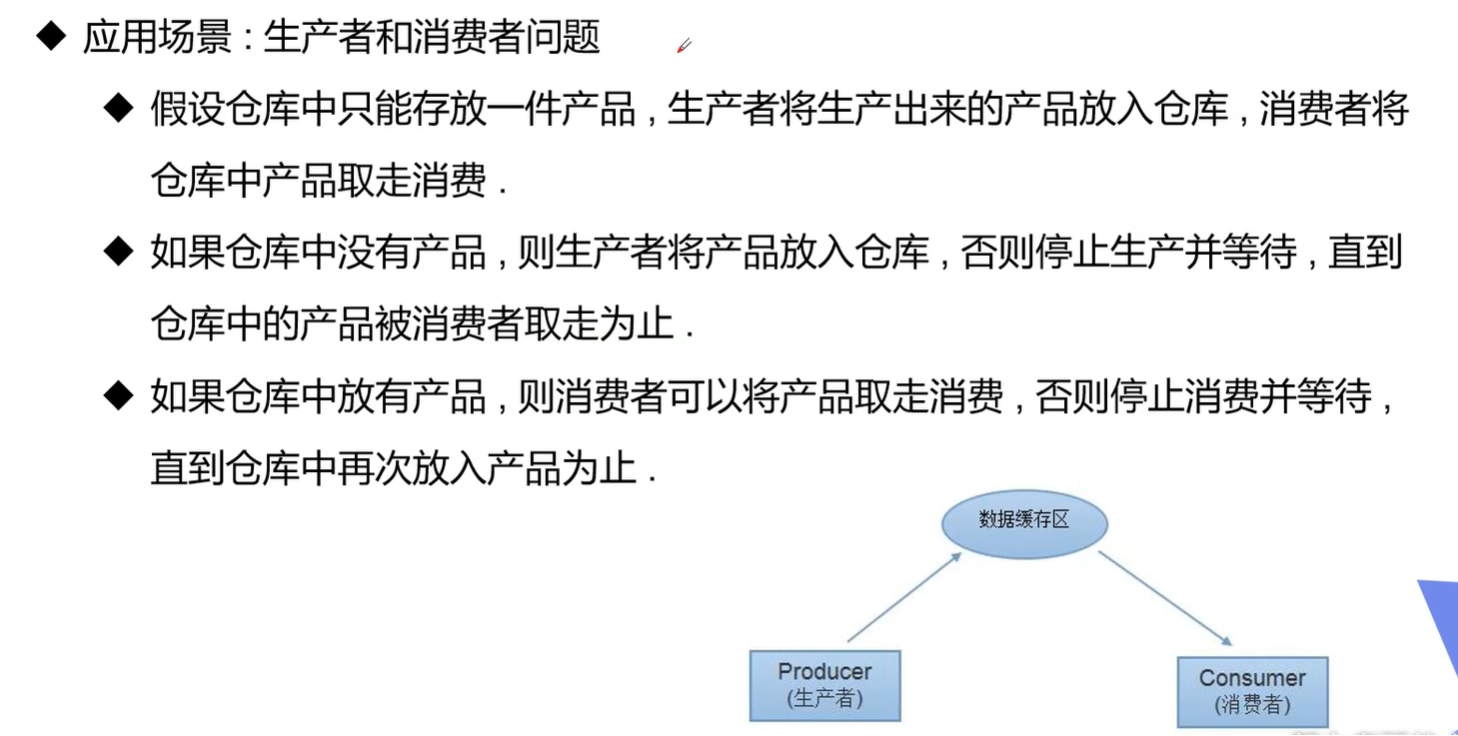 ◆ 应用场景 : 生产者和消费者问题
◆ 假设仓库中只能存放一件产品 , 生产者将生产出来的产品放入仓库 , 消费者将
仓库中产品取走消费 .
◆ 如果仓库中没有产品 , 则生产者将产品放入仓库 , 否则停止生产并等待 , 直到
仓库中的产品被消费者取走为止 .
◆ 如果仓库中放有产品 , 则消费者可以将产品取走消费 , 否则停止消费并等待 ,
直到仓库中再次放入产品为止 .
数据缓存区
Producer
(生产者)
Consumer
(消费者)